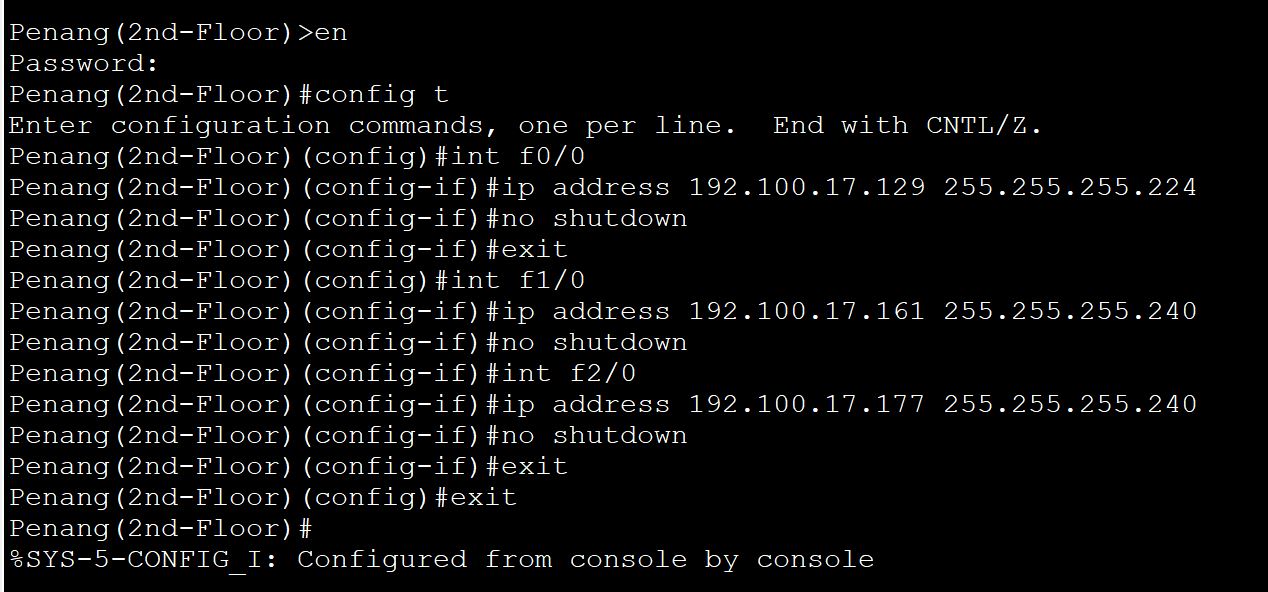 Penang(2nd-Floor)>en
Password:
Penang(2nd-Floor)#config t
Enter configuration commands, one per line.  End with CNTL/Z.
Penang(2nd-Floor)(config)#int f0/0
Penang(2nd-Floor)(config-if)#ip address 192.100.17.129 255.255.255.224
Penang(2nd-Floor)(config-if)#no shutdown
Penang(2nd-Floor)(config-if)#exit
Penang(2nd-Floor)(config)#int f1/0
Penang(2nd-Floor)(config-if)#ip address 192.100.17.161 255.255.255.240
Penang(2nd-Floor)(config-if)#no shutdown
Penang(2nd-Floor)(config-if)#int f2/0
Penang(2nd-Floor)(config-if)#ip address 192.100.17.177 255.255.255.240
Penang(2nd-Floor)(config-if)#no shutdown
Penang(2nd-Floor)(config-if)#exit
Penang(2nd-Floor)(config)#exit
Penang(2nd-Floor)#
%SYS-5-CONFIG_I: Configured from console by console